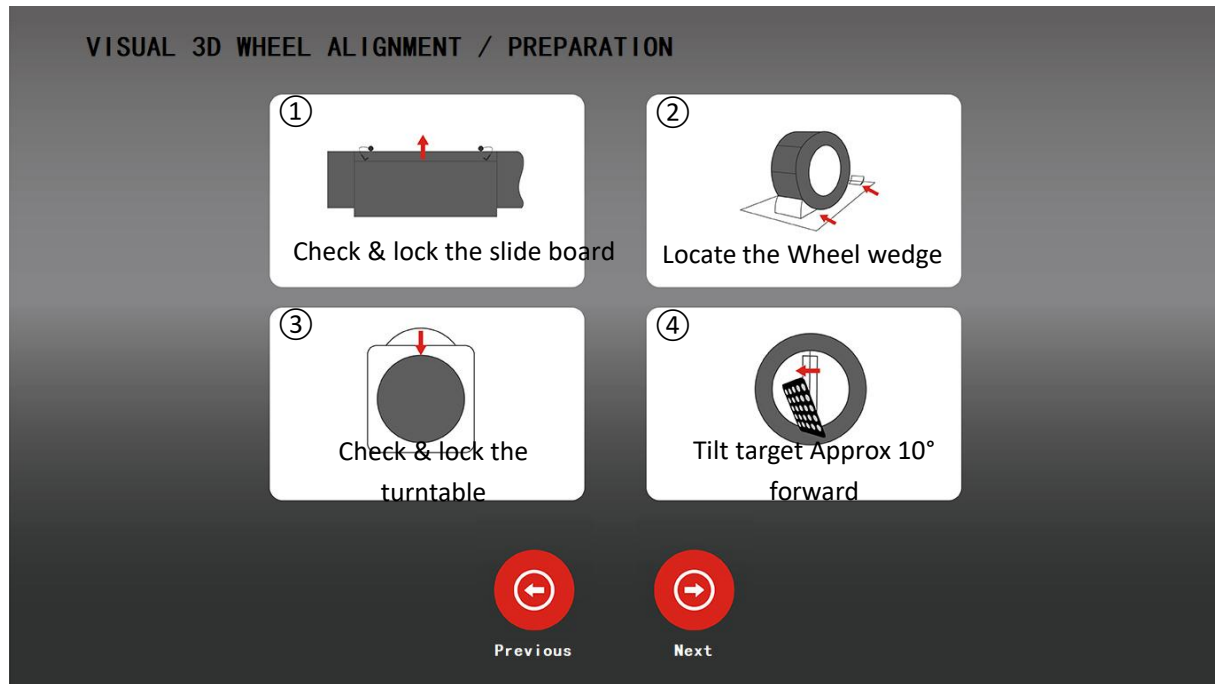 VISUAL 3D WHEEL ALIGNMENT / PREPARATION
①
Check & lock the slide board
②
Locate the Wheel wedge
③
Check & lock the
turntable
④
Tilt target Approx 10°
forward
Previous
Next